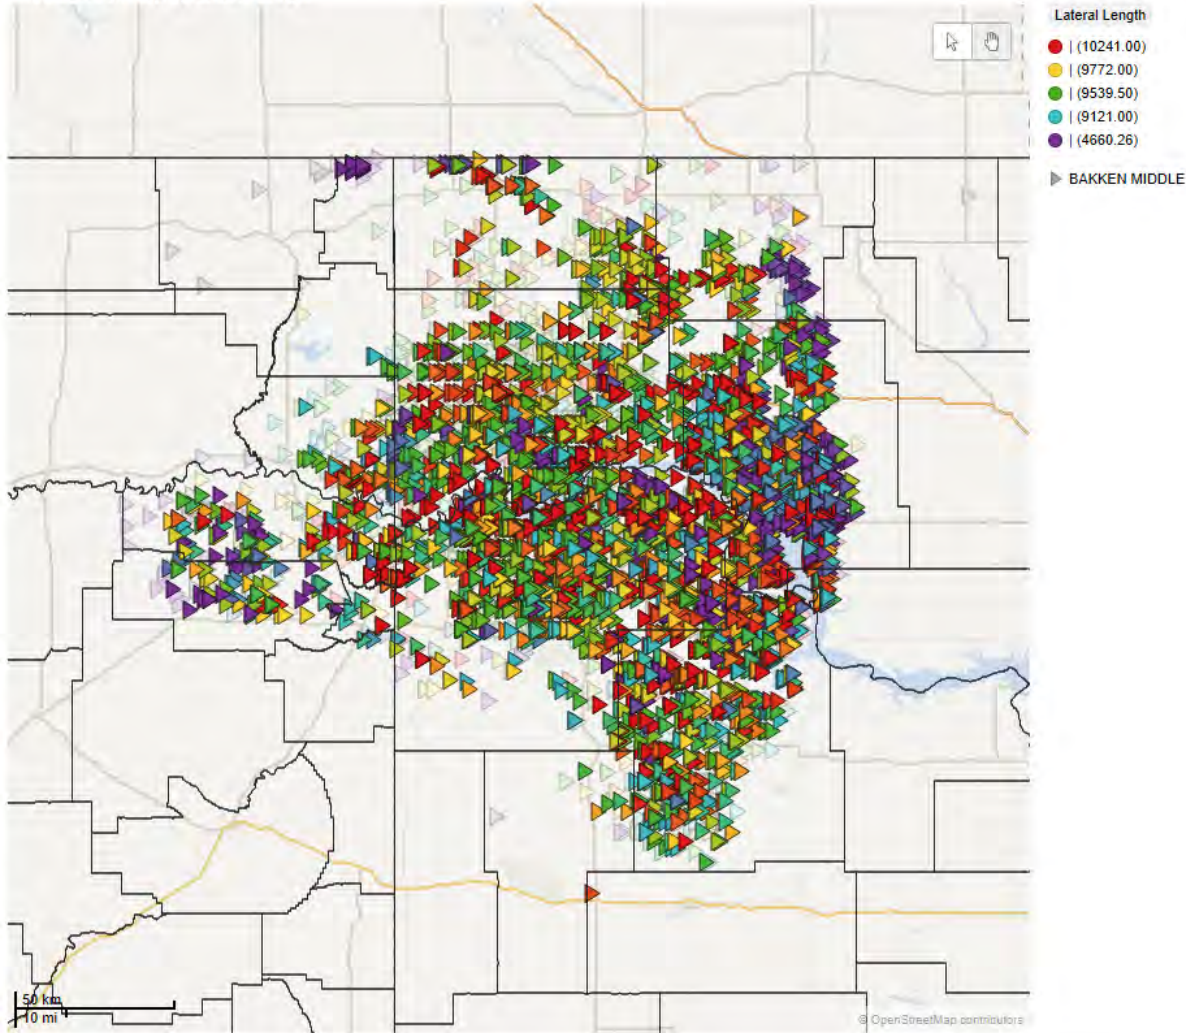 Lateral Length
| (10241.00)
| (9772.00)
| (9539.50)
| (9121.00)
| (4660.26)
BAKKEN MIDDLE
50 km
10 mi
© OpenStreetMap contributors